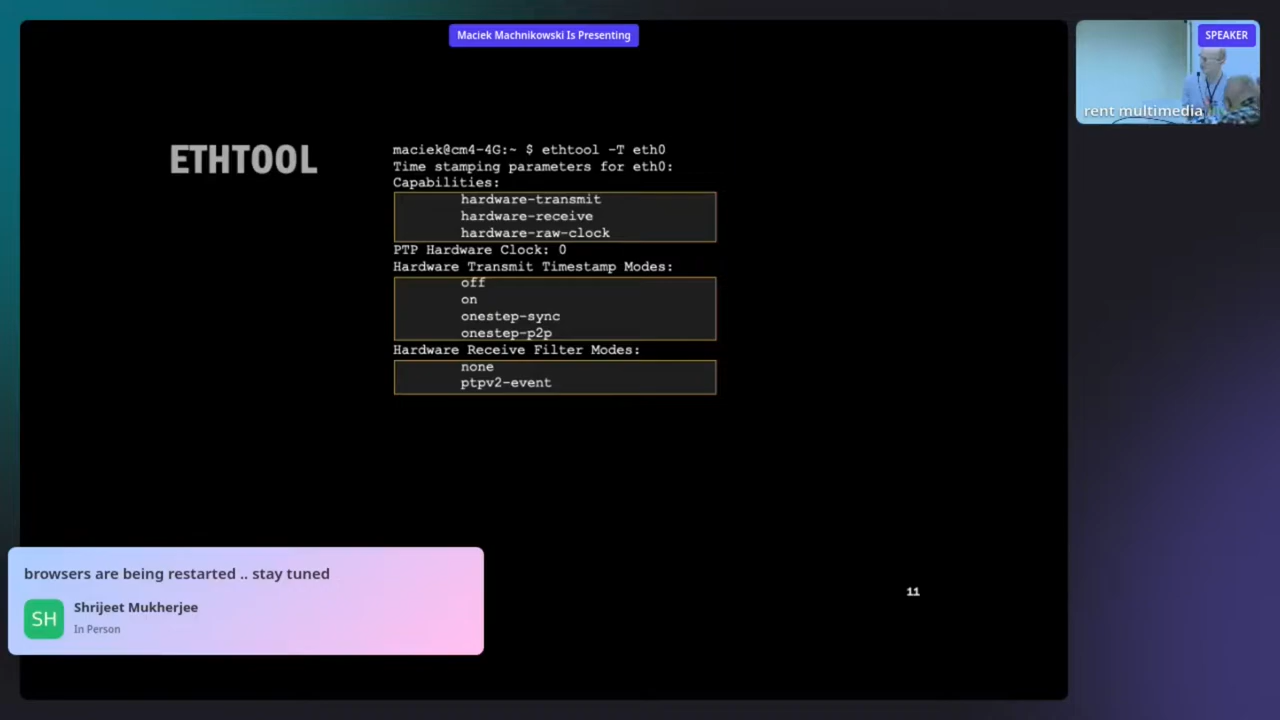 Maciek Machnikowski Is Presenting
SPEAKER
rent multimedia
ETHTOOL
maciek@cm4-4G:~ $ ethtool -T eth0
Time stamping parameters for eth0:
Capabilities:
hardware-transmit
hardware-receive
hardware-raw-clock
PTP Hardware Clock: 0
Hardware Transmit Timestamp Modes:
off
on
onestep-sync
onestep-p2p
Hardware Receive Filter Modes:
none
ptpv2-event
browsers are being restarted .. stay tuned
SH
Shrijeet Mukherjee
In Person
11